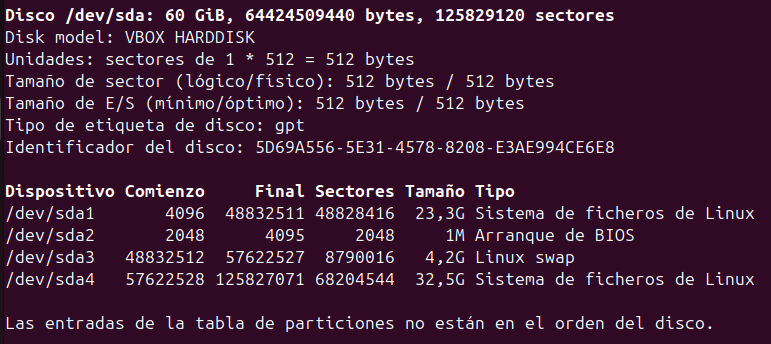 Disco /dev/sda: 60 GiB, 64424509440 bytes, 125829120 sectores
Disk model: VBOX HARDDISK
Unidades: sectores de 1 * 512 = 512 bytes
Tamaño de sector (lógico/físico): 512 bytes / 512 bytes
Tamaño de E/S (mínimo/óptimo): 512 bytes / 512 bytes
Tipo de etiqueta de disco: gpt
Identificador del disco: 5D69A556-5E31-4578-8208-E3AE994CE6E8

Dispositivo Comienzo     Final Sectores Tamaño Tipo
/dev/sda1       4096  48832511 48828416  23,3G Sistema de ficheros de Linux
/dev/sda2       2048      4095     2048     1M Arranque de BIOS
/dev/sda3   48832512  57622527  8790016   4,2G Linux swap
/dev/sda4   57622528 125827071 68204544  32,5G Sistema de ficheros de Linux

Las entradas de la tabla de particiones no están en el orden del disco.